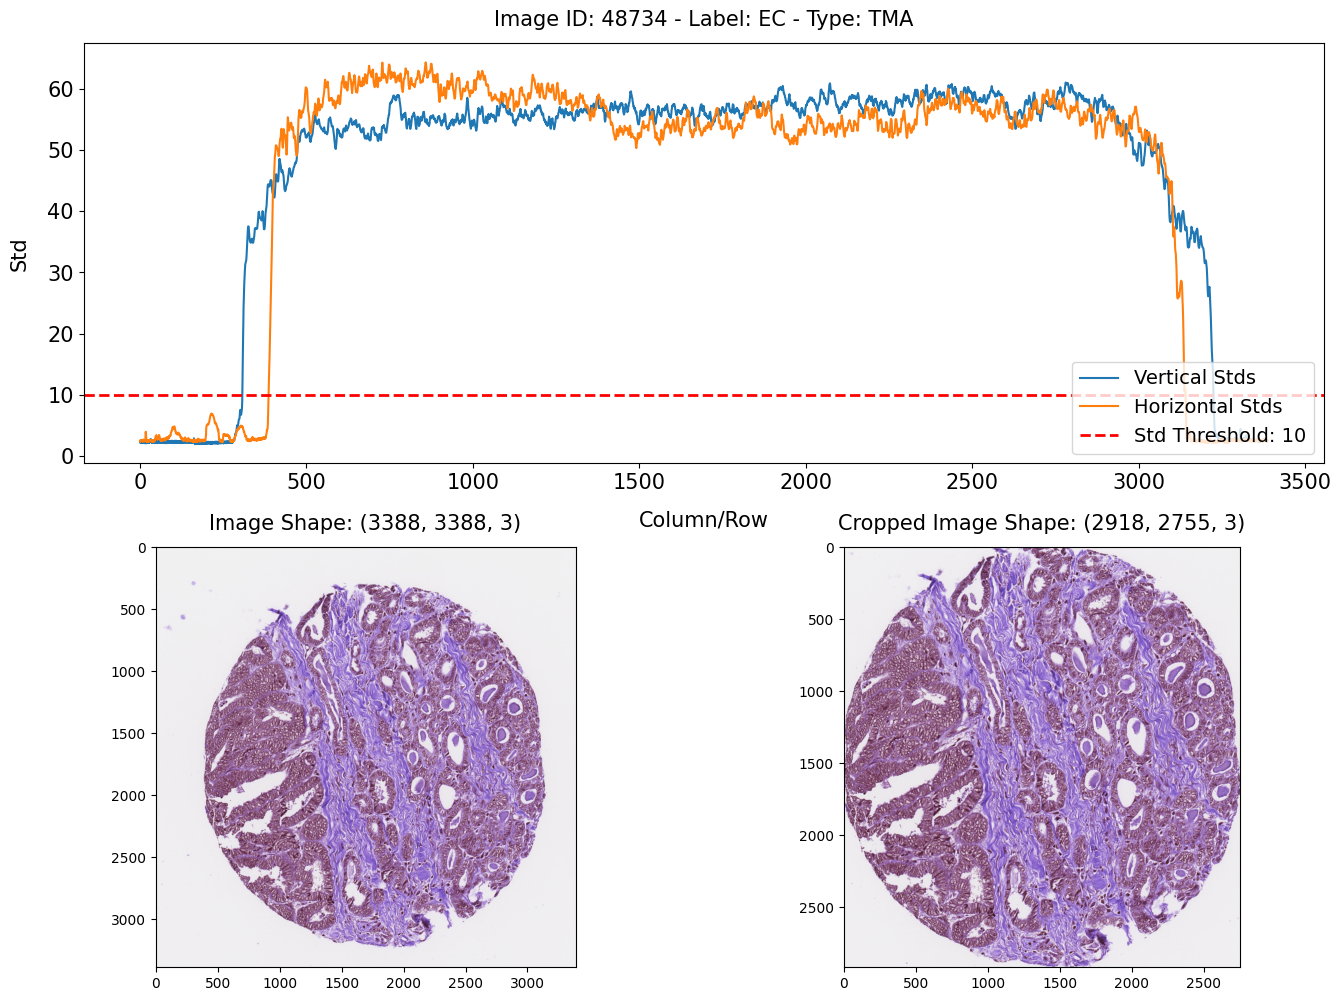 Image ID: 48734 - Label: EC - Type: TMA
Std
60
50
40
30
20
10
0
0 500 1000 1500 2000 2500 3000 3500
Column/Row
Vertical Stds
Horizontal Stds
Std Threshold: 10
Image Shape: (3388, 3388, 3)
0
500
1000
1500
2000
2500
3000
0 500 1000 1500 2000 2500 3000
Cropped Image Shape: (2918, 2755, 3)
0
500
1000
1500
2000
2500
0 500 1000 1500 2000 2500